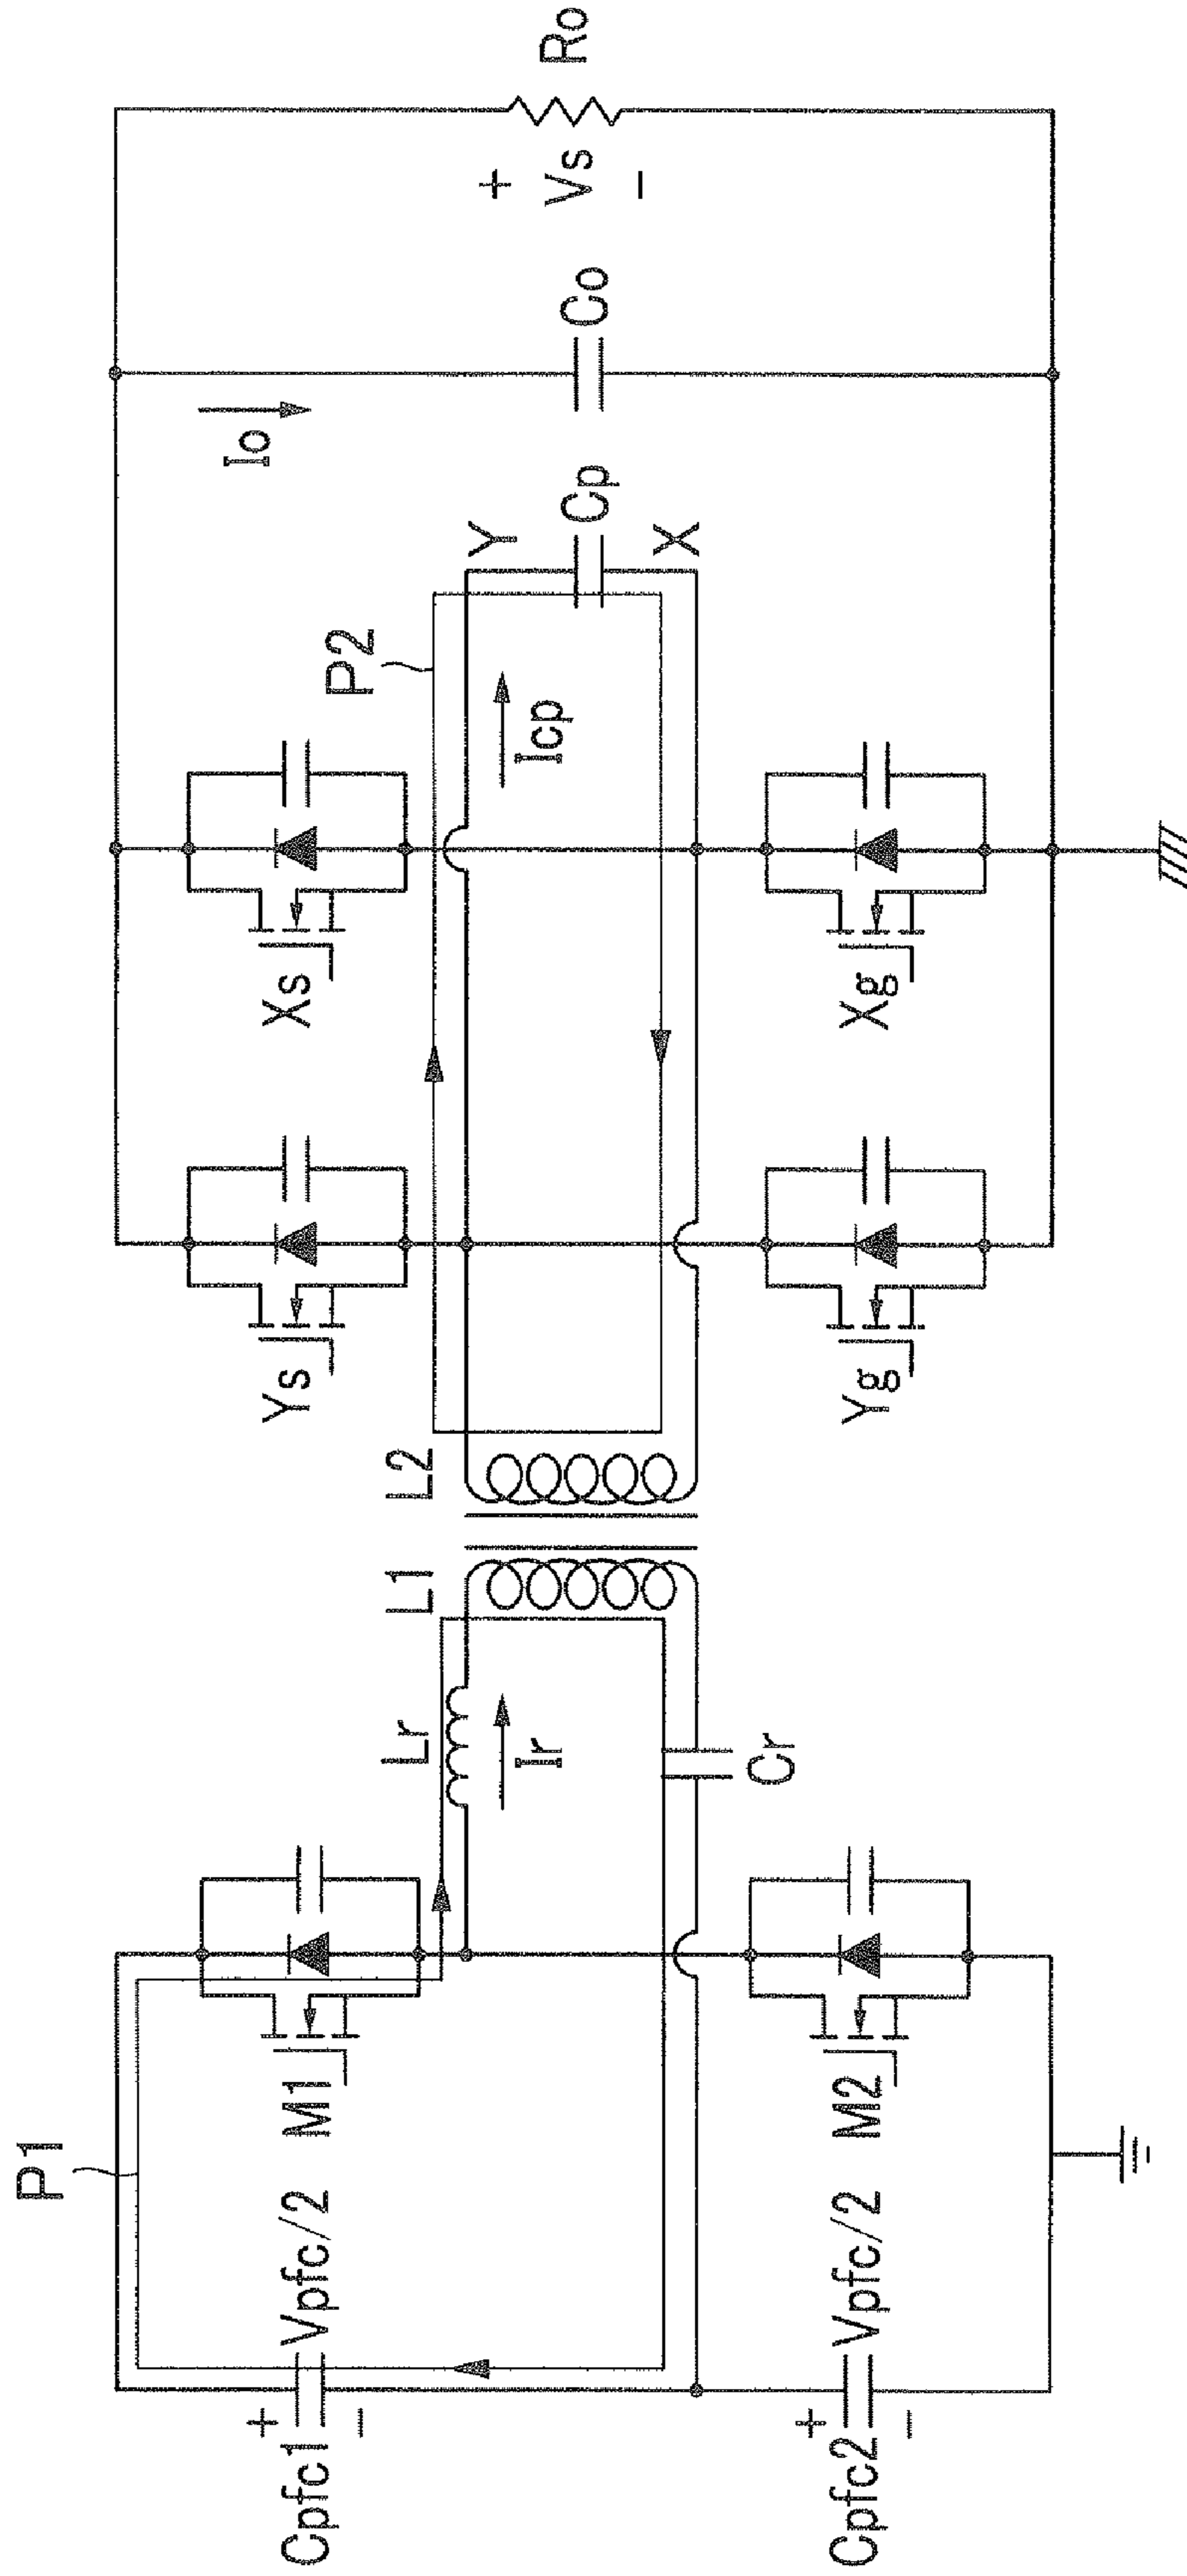 P1
Cpfc1
+
-
Vpfc/2
M1
Cpfc2
+
-
Vpfc/2
M2
Lr
Ir
Cr
L1
L2
Ys
Yg
Xs
Xg
P2
Icp
Y
Cp
X
Io
Co
+
Vs
-
Ro